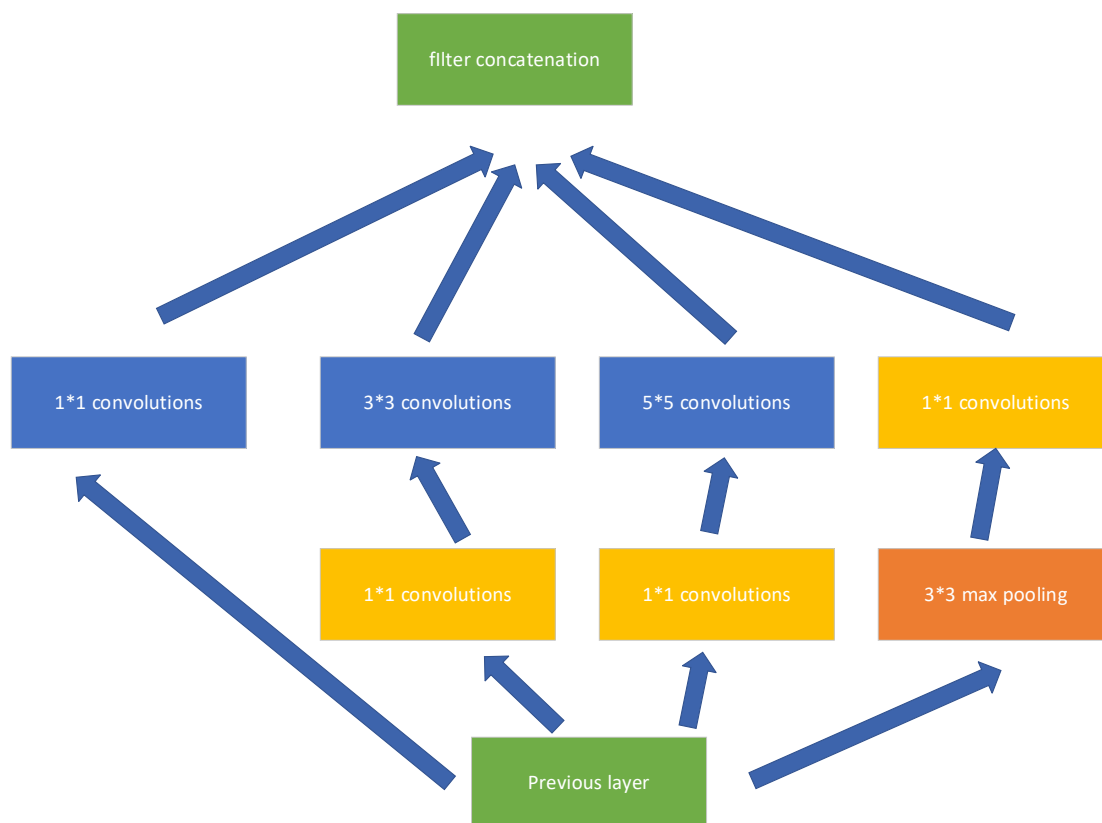 fIlter concatenation
1*1 convolutions
3*3 convolutions
5*5 convolutions
1*1 convolutions
1*1 convolutions
1*1 convolutions
3*3 max pooling
Previous layer